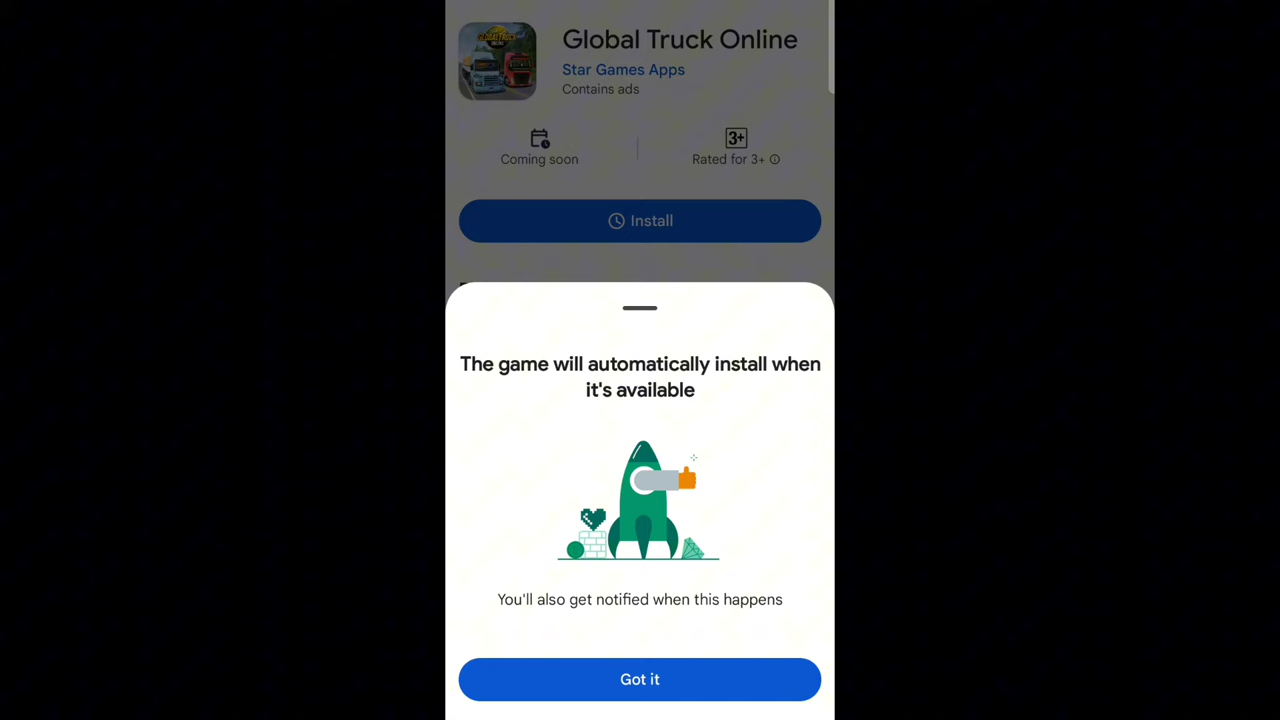 Global Truck Online
Star Games Apps
Contains ads
3+
Coming soon
Rated for 3+
Install
The game will automatically install when
it's available
You'll also get notified when this happens
Got it